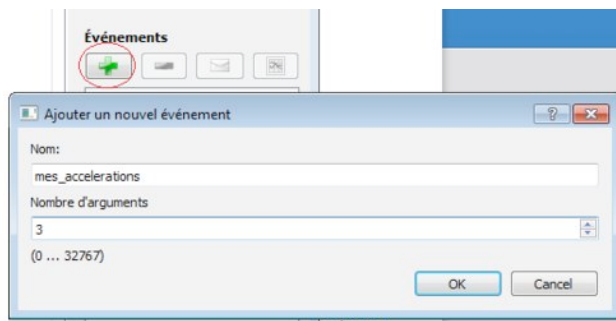 Événements
Ajouter un nouvel événement
Nom:
mes_accelerations
Nombre d'arguments
3
(0 ... 32767)
OK Cancel